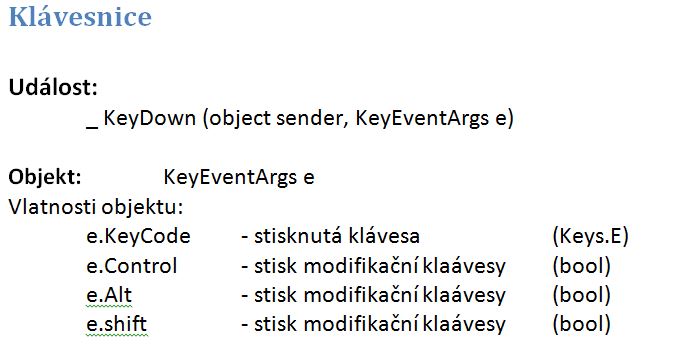 Klávesnice
Událost:
_ KeyDown (object sender, KeyEventArgs e)
Objekt: KeyEventArgs e
Vlatnosti objektu:
e.KeyCode - stisknutá klávesa (Keys.E)
e.Control - stisk modifikační klaávesy (bool)
e.Alt - stisk modifikační klaávesy (bool)
e.shift - stisk modifikační klaávesy (bool)